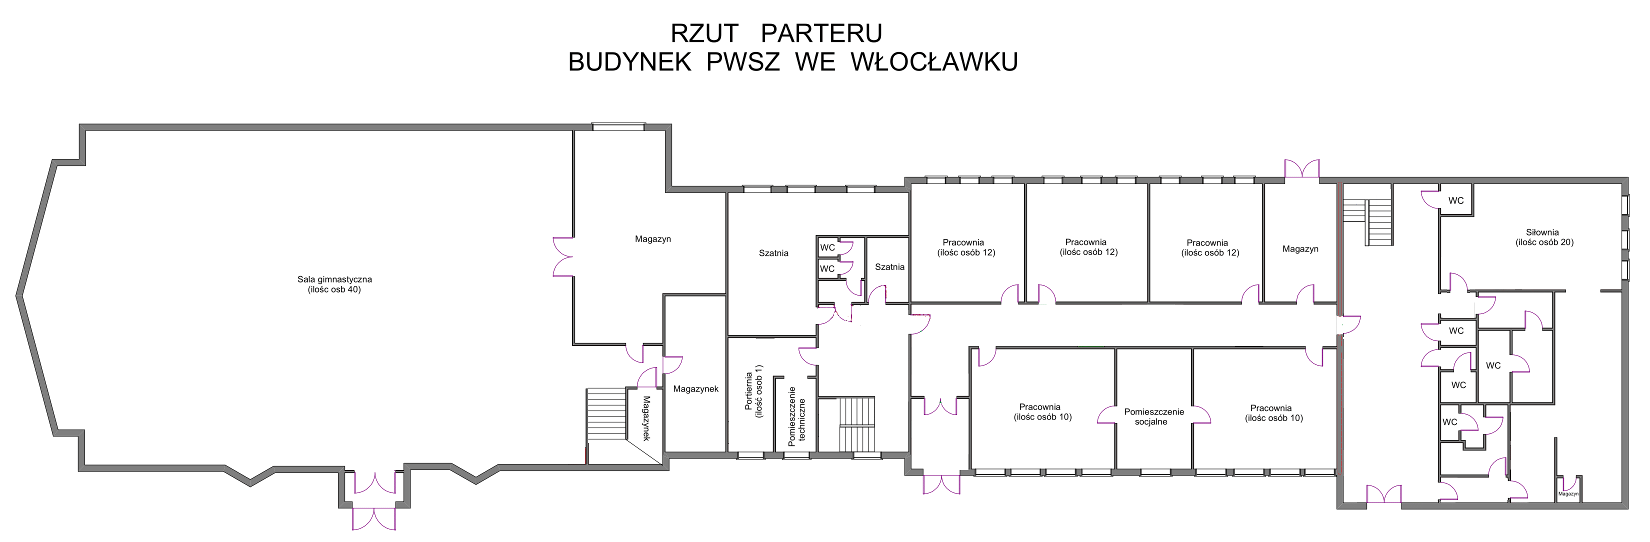 RZUT PARTERU
BUDYNEK PWSZ WE WŁOCŁAWKU
Sala gimnastyczna
(ilośc osb 40)
Magazyn
Magazynek
Magazynek
Portiernia
(ilość osob 1)
Pomieszczenie
techniczne
Szatnia
WC
WC
Szatnia
Pracownia
(ilośc osób 12)
Pracownia
(ilośc osób 12)
Pracownia
(ilośc osób 12)
Magazyn
Pracownia
(ilośc osób 10)
Pomieszczenie
socjalne
Pracownia
(ilośc osób 10)
WC
Siłownia
(ilośc osób 20)
WC
WC
WC
WC
Magazyn